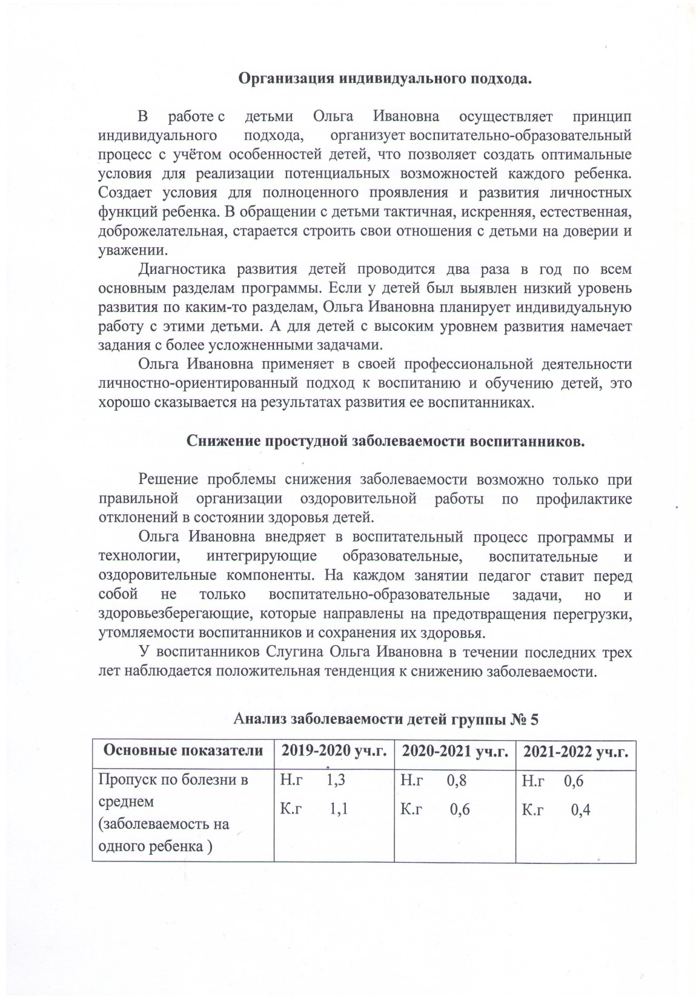 Организация индивидуального подхода.
В работе с детьми Ольга Ивановна осуществляет принцип
индивидуального подхода, организует воспитательно-образовательный
процесс с учётом особенностей детей, что позволяет создать оптимальные
условия для реализации потенциальных возможностей каждого ребенка.
Создает условия для полноценного проявления и развития личностных
функций ребенка. В обращении с детьми тактичная, искренняя, естественная,
доброжелательная, старается строить свои отношения с детьми на доверии и
уважении.
Диагностика развития детей проводится два раза в год по всем
основным разделам программы. Если у детей был выявлен низкий уровень
развития по каким-то разделам, Ольга Ивановна планирует индивидуальную
работу с этими детьми. А для детей с высоким уровнем развития намечает
задания с более усложненными задачами.
Ольга Ивановна применяет в своей профессиональной деятельности
личностно-ориентированный подход к воспитанию и обучению детей, это
хорошо сказывается на результатах развития ее воспитанниках.
Снижение простудной заболеваемости воспитанников.
Решение проблемы снижения заболеваемости возможно только при
правильной организации оздоровительной работы по профилактике
отклонений в состоянии здоровья детей.
Ольга Ивановна внедряет в воспитательный процесс программы и
технологии, интегрирующие образовательные, воспитательные и
оздоровительные компоненты. На каждом занятии педагог ставит перед
собой не только воспитательно-образовательные задачи, но и
здоровьезберегающие, которые направлены на предотвращения перегрузки,
утомляемости воспитанников и сохранения их здоровья.
У воспитанников Слугина Ольга Ивановна в течении последних трех
лет наблюдается положительная тенденция к снижению заболеваемости.
Анализ заболеваемости детей группы № 5
Основные показатели 2019-2020 уч.г. 2020-2021 уч.г. 2021-2022 уч.г.
Пропуск по болезни в Н.г 1,3 Н.г 0,8 Н.г 0,6
среднем К.г 1,1 К.г 0,6 К.г 0,4
(заболеваемость на
одного ребенка )